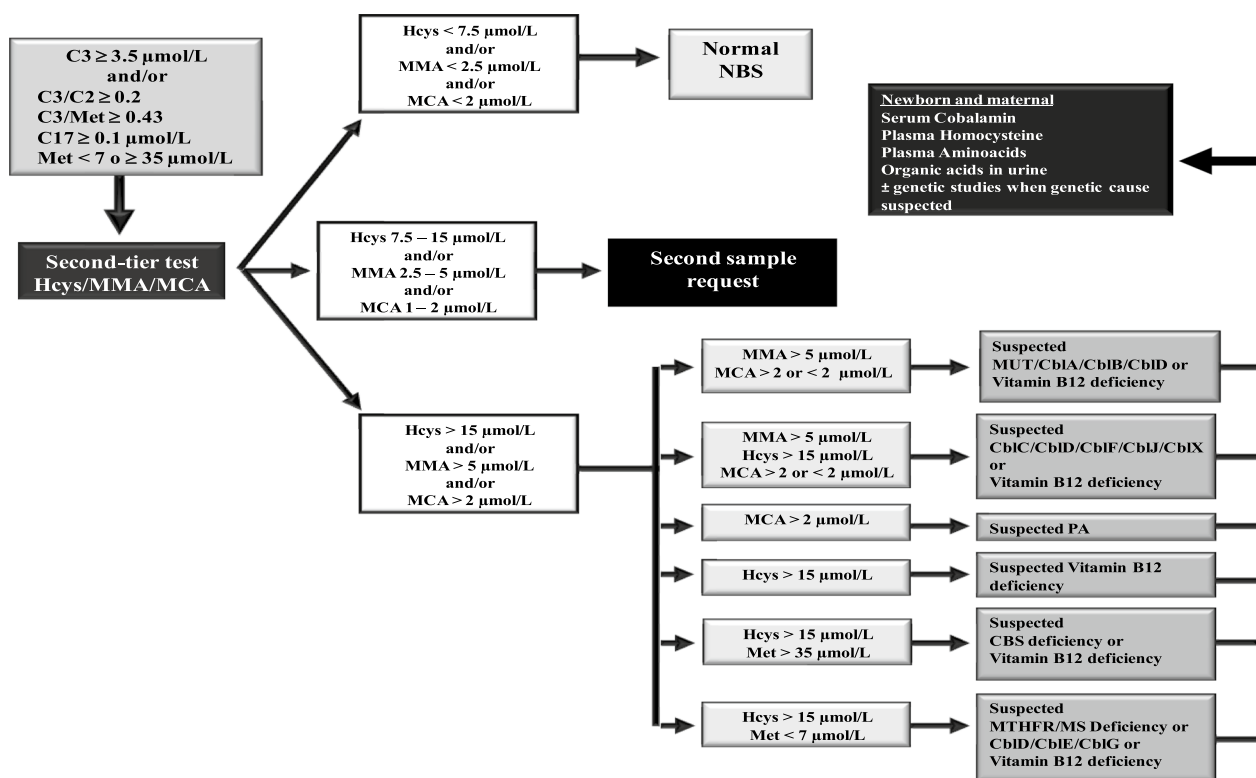 C3 ≥ 3.5 µmol/L
and/or
C3/C2 ≥ 0.2
C3/Met ≥ 0.43
C17 ≥ 0.1 µmol/L
Met < 7 o ≥ 35 µmol/L
Second-tier test
Hcys/MMA/MCA
Hcys < 7.5 µmol/L
and/or
MMA < 2.5 µmol/L
and/or
MCA < 2 µmol/L
Normal
NBS
Hcys 7.5 – 15 µmol/L
and/or
MMA 2.5 – 5 µmol/L
and/or
MCA 1 – 2 µmol/L
Second sample
request
Hcys > 15 µmol/L
and/or
MMA > 5 µmol/L
and/or
MCA > 2 µmol/L
MMA > 5 µmol/L
MCA > 2 or < 2 µmol/L
Suspected
MUT/CblA/CblB/CblD or
Vitamin B12 deficiency
MMA > 5 µmol/L
Hcys > 15 µmol/L
MCA > 2 or < 2 µmol/L
Suspected
CblC/CblD/CblF/CblJ/CblX
or
Vitamin B12 deficiency
MCA > 2 µmol/L
Suspected PA
Hcys > 15 µmol/L
Suspected Vitamin B12
deficiency
Hcys > 15 µmol/L
Met > 35 µmol/L
Suspected
CBS deficiency or
Vitamin B12 deficiency
Hcys > 15 µmol/L
Met < 7 µmol/L
Suspected
MTHFR/MS Deficiency or
CblD/CblE/CblG or
Vitamin B12 deficiency
Newborn and maternal
Serum Cobalamin
Plasma Homocysteine
Plasma Aminoacids
Organic acids in urine
± genetic studies when genetic cause
suspected